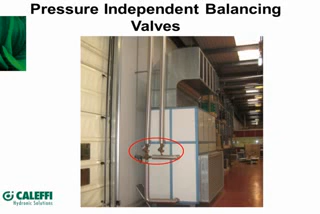 Pressure Independent Balancing
Valves
CALEFFI
Hydronic Solutions